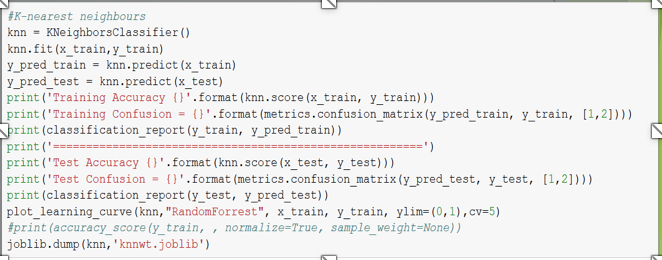 #K-nearest neighbours
knn = KNeighborsClassifier()
knn.fit(x_train,y_train)
y_pred_train = knn.predict(x_train)
y_pred_test = knn.predict(x_test)
print('Training Accuracy {}'.format(knn.score(x_train, y_train)))
print('Training Confusion = {}'.format(metrics.confusion_matrix(y_pred_train, y_train, [1,2])))
print(classification_report(y_train, y_pred_train))
print('========================================================')
print('Test Accuracy {}'.format(knn.score(x_test, y_test)))
print('Test Confusion = {}'.format(metrics.confusion_matrix(y_pred_test, y_test, [1,2])))
print(classification_report(y_test, y_pred_test))
plot_learning_curve(knn,"RandomForrest", x_train, y_train, ylim=(0,1),cv=5)
#print(accuracy_score(y_train, , normalize=True, sample_weight=None))
joblib.dump(knn,'knnwt.joblib')